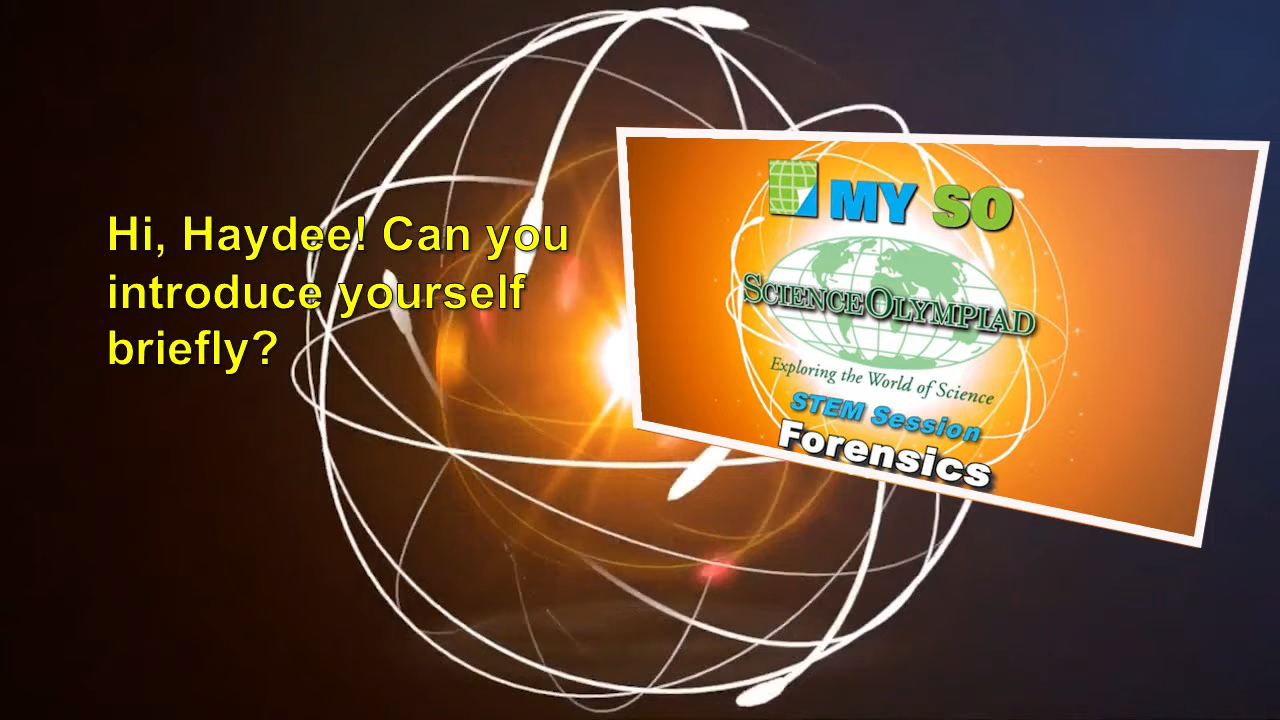 Hi, Haydee! Can you
introduce yourself
briefly?
MY SO
SCIENCE OLYMPIAD
Exploring the World of Science
STEM Session
Forensics